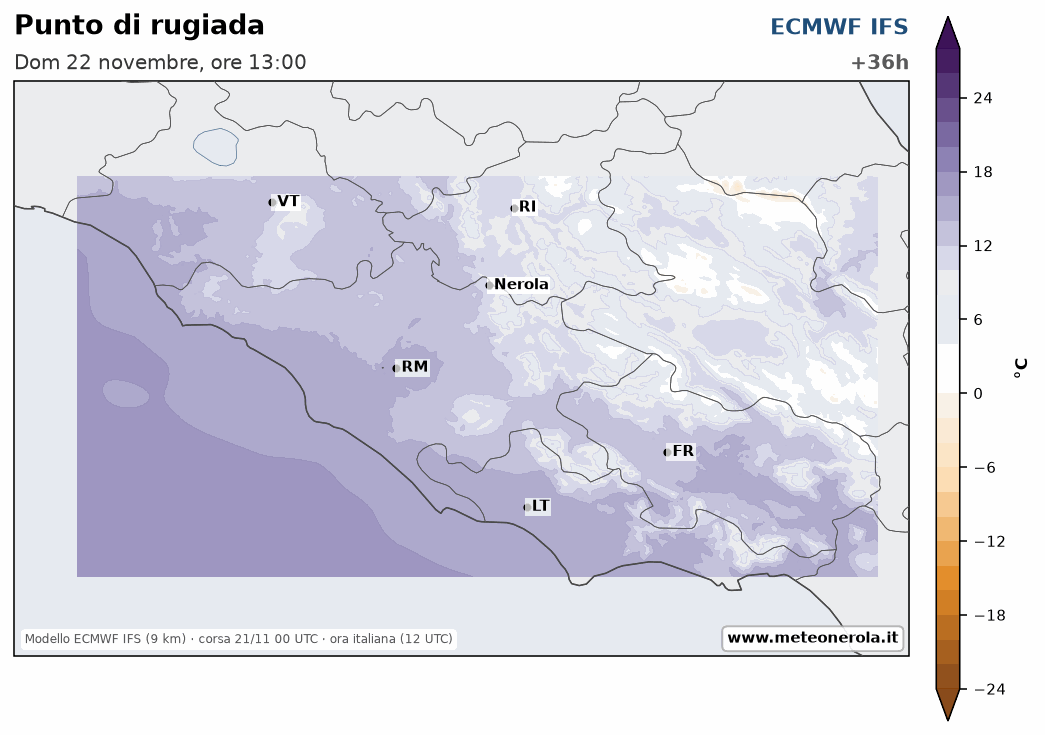 Punto di rugiada
ECMWF IFS
Dom 22 novembre, ore 13:00
+36h
24
18
12
6
0
−6
−12
−18
−24
°C
VT
RI
Nerola
RM
FR
LT
Modello ECMWF IFS (9 km) · corsa 21/11 00 UTC · ora italiana (12 UTC)
www.meteonerola.it